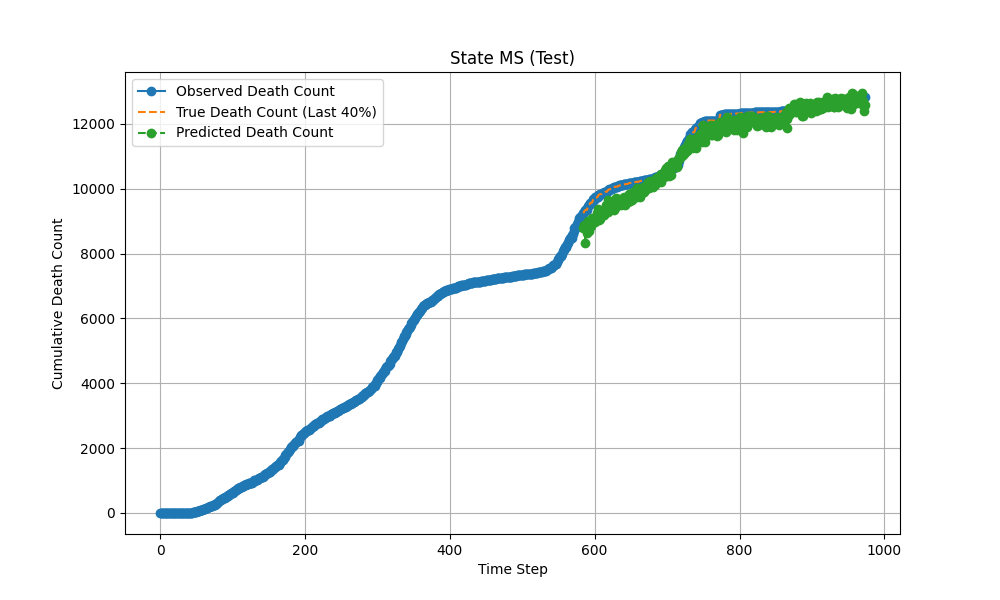 State MS (Test)
Observed Death Count
True Death Count (Last 40%)
Predicted Death Count
Cumulative Death Count
12000
10000
8000
6000
4000
2000
0
0 200 400 600 800 1000
Time Step